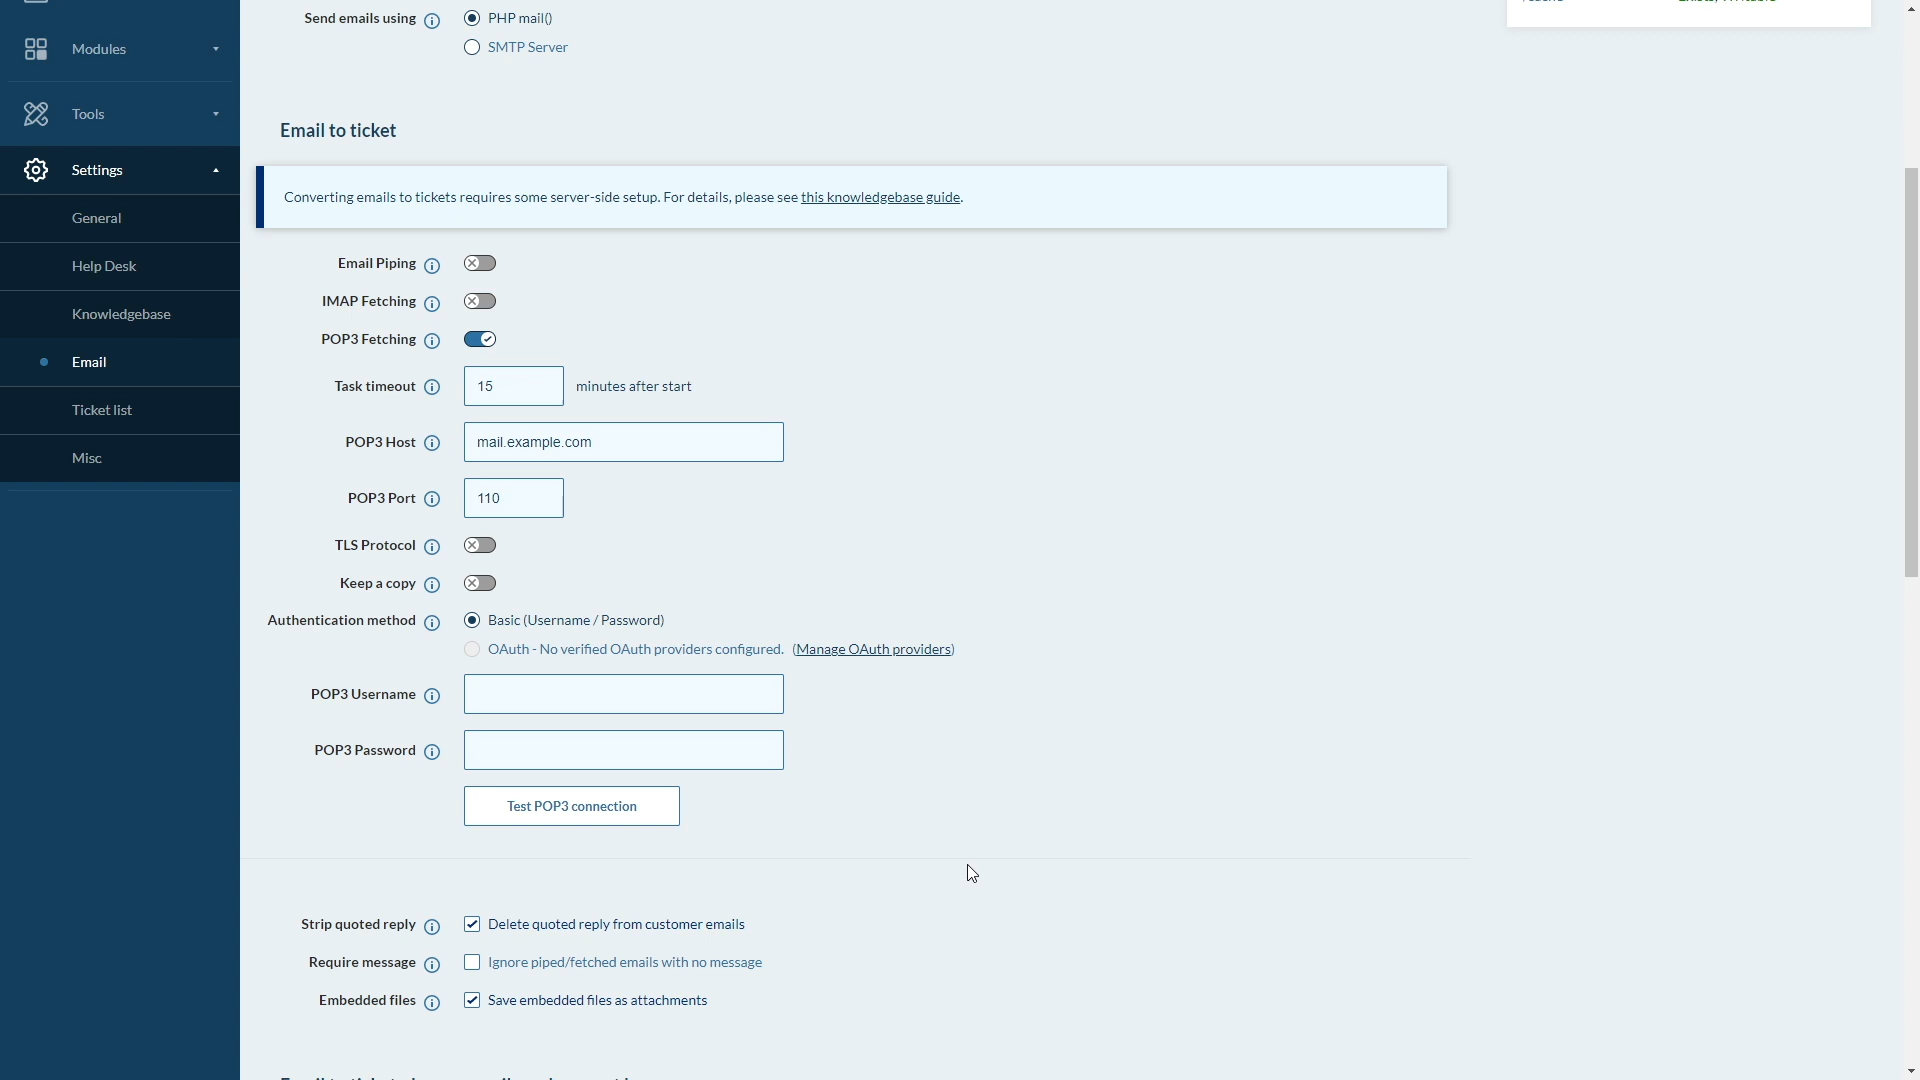 Send emails using
PHP mail()
SMTP Server
Modules
Tools
Settings
General
Help Desk
Knowledgebase
Email
Ticket list
Misc
Email to ticket
Converting emails to tickets requires some server-side setup. For details, please see this knowledgebase guide.
Email Piping
IMAP Fetching
POP3 Fetching
Task timeout 15 minutes after start
POP3 Host mail.example.com
POP3 Port 110
TLS Protocol
Keep a copy
Authentication method Basic (Username / Password)
OAuth - No verified OAuth providers configured. (Manage OAuth providers)
POP3 Username
POP3 Password
Test POP3 connection
Strip quoted reply Delete quoted reply from customer emails
Require message Ignore piped/fetched emails with no message
Embedded files Save embedded files as attachments